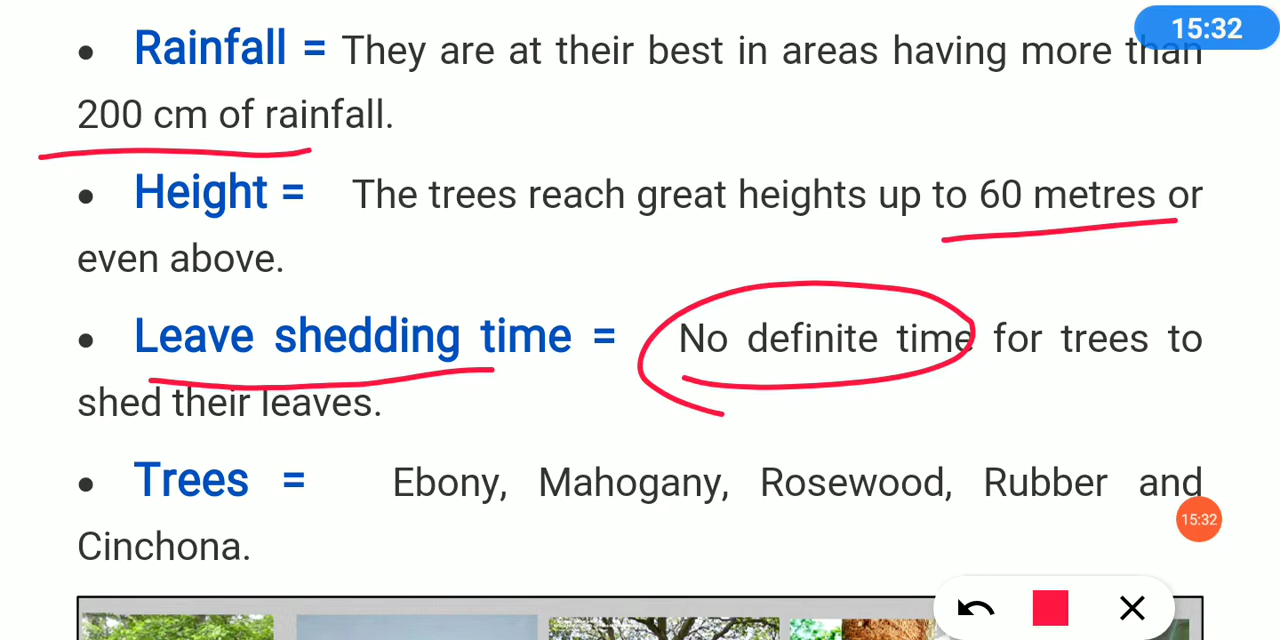 15:32
• Rainfall = They are at their best in areas having more than
200 cm of rainfall.
• Height = The trees reach great heights up to 60 metres or
even above.
• Leave shedding time = No definite time for trees to
shed their leaves.
• Trees = Ebony, Mahogany, Rosewood, Rubber and
15:32
Cinchona.